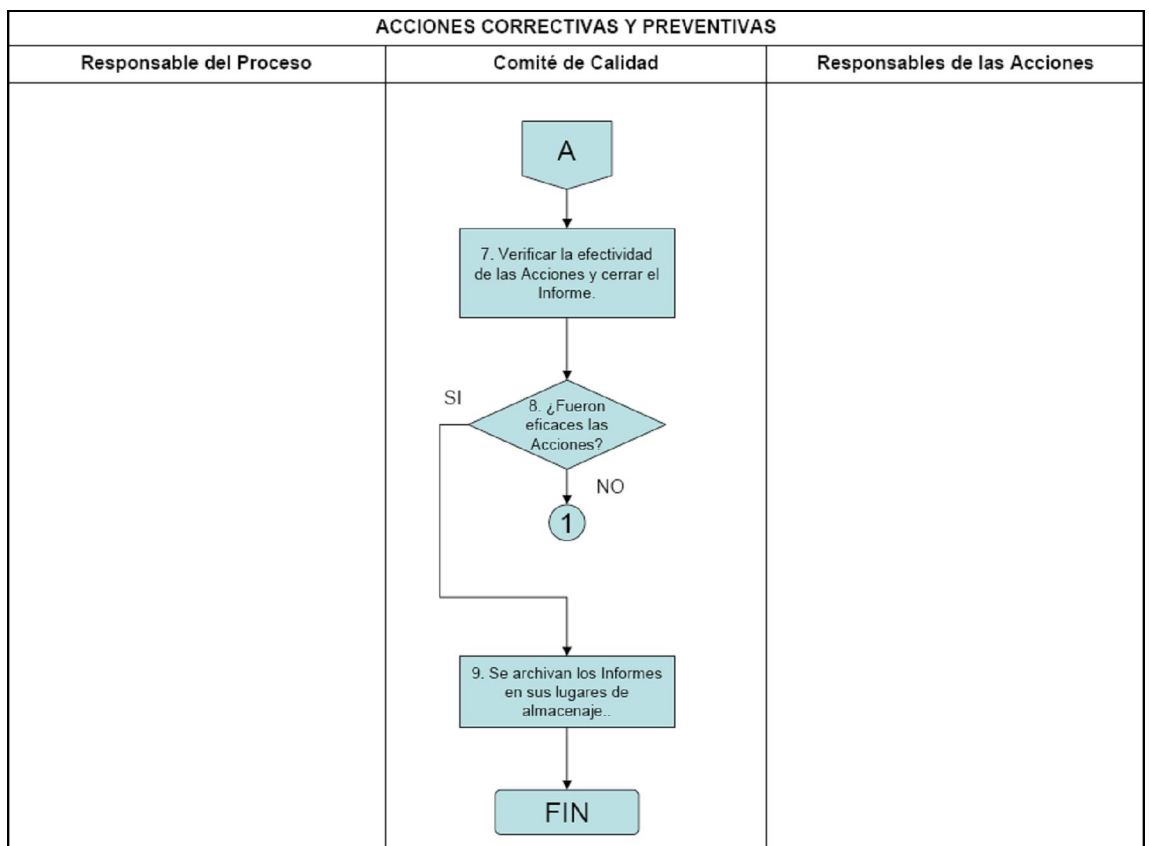 ACCIONES CORRECTIVAS Y PREVENTIVAS
Responsable del Proceso
Comité de Calidad
Responsables de las Acciones
A
7. Verificar la efectividad
de las Acciones y cerrar el
Informe.
SI
8. ¿Fueron
eficaces las
Acciones?
NO
1
9. Se archivan los Informes
en sus lugares de
almacenaje..
FIN